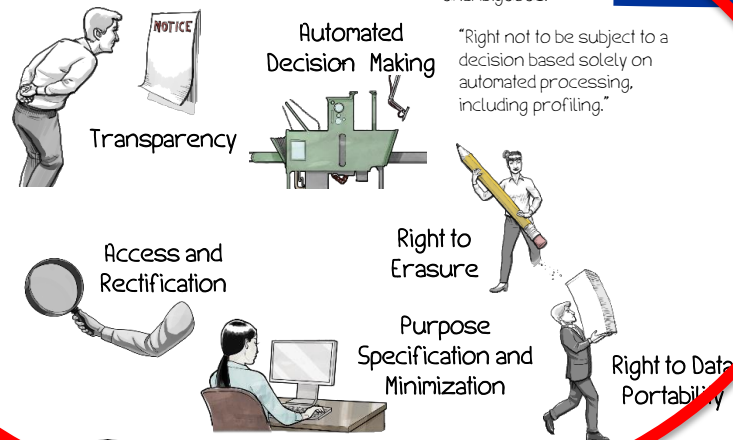 NOTICE
Automated
Decision Making
"Right not to be subject to a
decision based solely on
automated processing,
including profiling."
Transparency
Access and
Rectification
Right to
Erasure
Purpose
Specification and
Minimization
Right to Data
Portability